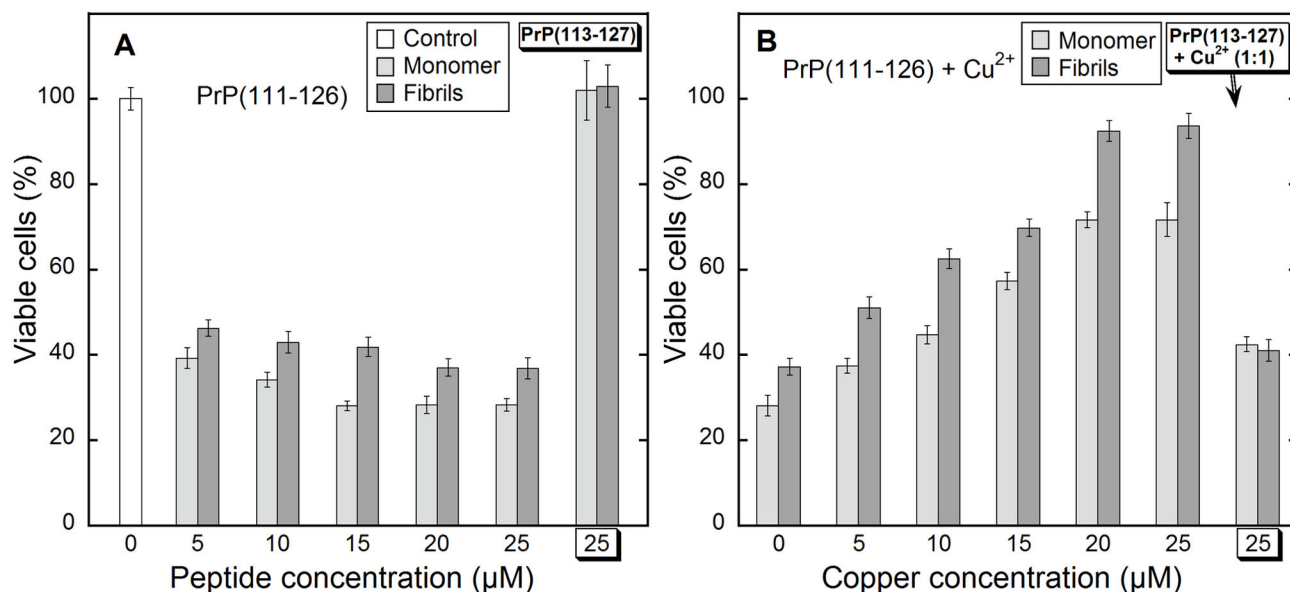 A
Control
Monomer
Fibrils
PrP(113-127)
PrP(111-126)
100
80
60
40
20
0
Viable cells (%)
0 5 10 15 20 25 25
Peptide concentration (µM)
B
Monomer
Fibrils
PrP(113-127)
+ Cu²⁺ (1:1)
PrP(111-126) + Cu²⁺
100
80
60
40
20
0
Viable cells (%)
0 5 10 15 20 25 25
Copper concentration (µM)